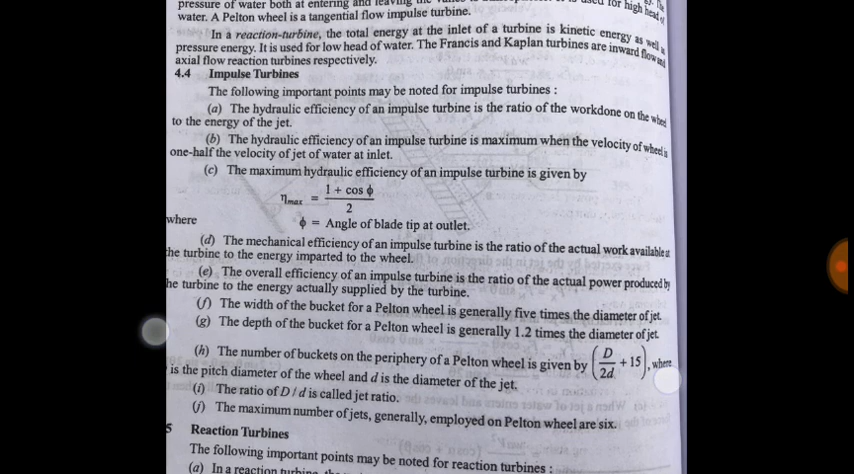 pressure of water both at entering and leaving the
used for high head of
water. A Pelton wheel is a tangential flow impulse turbine.
In a reaction-turbine, the total energy at the inlet of a turbine is kinetic energy as well as
pressure energy. It is used for low head of water. The Francis and Kaplan turbines are inward flow and
axial flow reaction turbines respectively.
4.4 Impulse Turbines
The following important points may be noted for impulse turbines :
(a) The hydraulic efficiency of an impulse turbine is the ratio of the workdone on the wheel
to the energy of the jet.
(b) The hydraulic efficiency of an impulse turbine is maximum when the velocity of wheel is
one-half the velocity of jet of water at inlet.
(c) The maximum hydraulic efficiency of an impulse turbine is given by
ηmax = (1 + cos ϕ) / 2
where ϕ = Angle of blade tip at outlet.
(d) The mechanical efficiency of an impulse turbine is the ratio of the actual work available at
the turbine to the energy imparted to the wheel.
(e) The overall efficiency of an impulse turbine is the ratio of the actual power produced by
he turbine to the energy actually supplied by the turbine.
(f) The width of the bucket for a Pelton wheel is generally five times the diameter of jet.
(g) The depth of the bucket for a Pelton wheel is generally 1.2 times the diameter of jet.
(h) The number of buckets on the periphery of a Pelton wheel is given by (D/2d + 15), where
is the pitch diameter of the wheel and d is the diameter of the jet.
(i) The ratio of D / d is called jet ratio.
(j) The maximum number of jets, generally, employed on Pelton wheel are six.
5 Reaction Turbines
The following important points may be noted for reaction turbines :
(a) In a reaction turbine, the